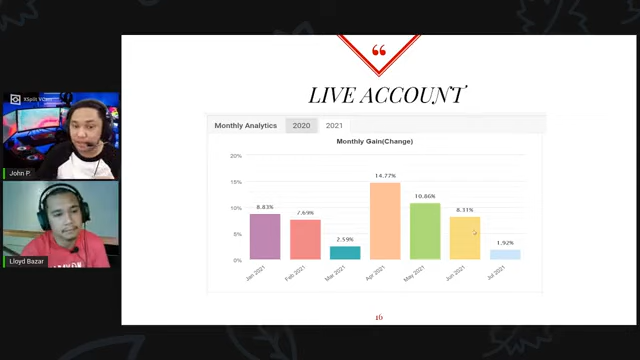 XSplit VCam
John P.
Lloyd Bazar
“
LIVE ACCOUNT
Monthly Analytics 2020 2021
Monthly Gain(Change)
20%
15%
10%
5%
0%
8.83%
7.69%
2.59%
14.77%
10.86%
8.31%
1.92%
Jan 2021
Feb 2021
Mar 2021
Apr 2021
May 2021
Jun 2021
Jul 2021
16